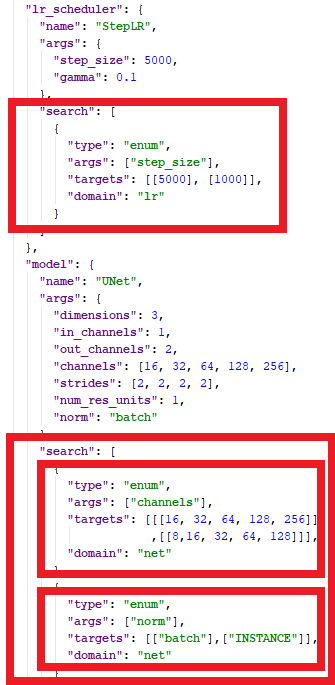 "lr_scheduler": {
"name": "StepLR",
"args": {
"step_size": 5000,
"gamma": 0.1
},
"search": [
{
"type": "enum",
"args": ["step_size"],
"targets": [[5000], [1000]],
"domain": "lr"
}
]
},
"model": {
"name": "UNet",
"args": {
"dimensions": 3,
"in_channels": 1,
"out_channels": 2,
"channels": [16, 32, 64, 128, 256],
"strides": [2, 2, 2, 2],
"num_res_units": 1,
"norm": "batch"
"search": [
{
"type": "enum",
"args": ["channels"],
"targets": [[[16, 32, 64, 128, 256]]
,[[8,16, 32, 64, 128]]],
"domain": "net"
{
"type": "enum",
"args": ["norm"],
"targets": [["batch"],["INSTANCE"]],
"domain": "net"